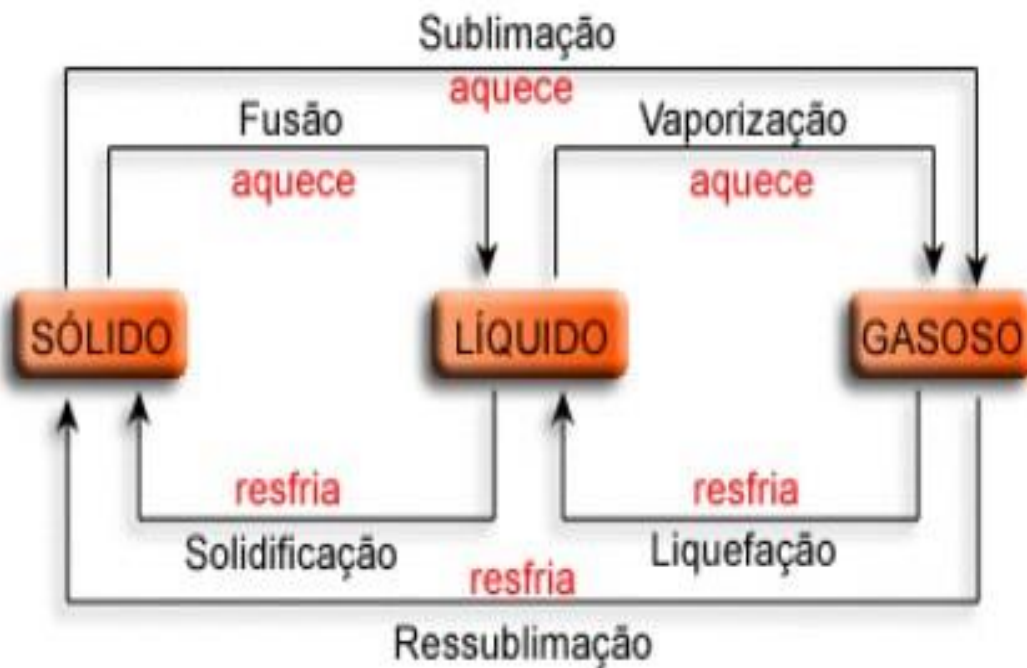 Sublimação
aquece
Fusão
Vaporização
aquece
aquece
SÓLIDO
LÍQUIDO
GASOSO
resfria
resfria
Solidificação
Liquefação
resfria
Ressublimação